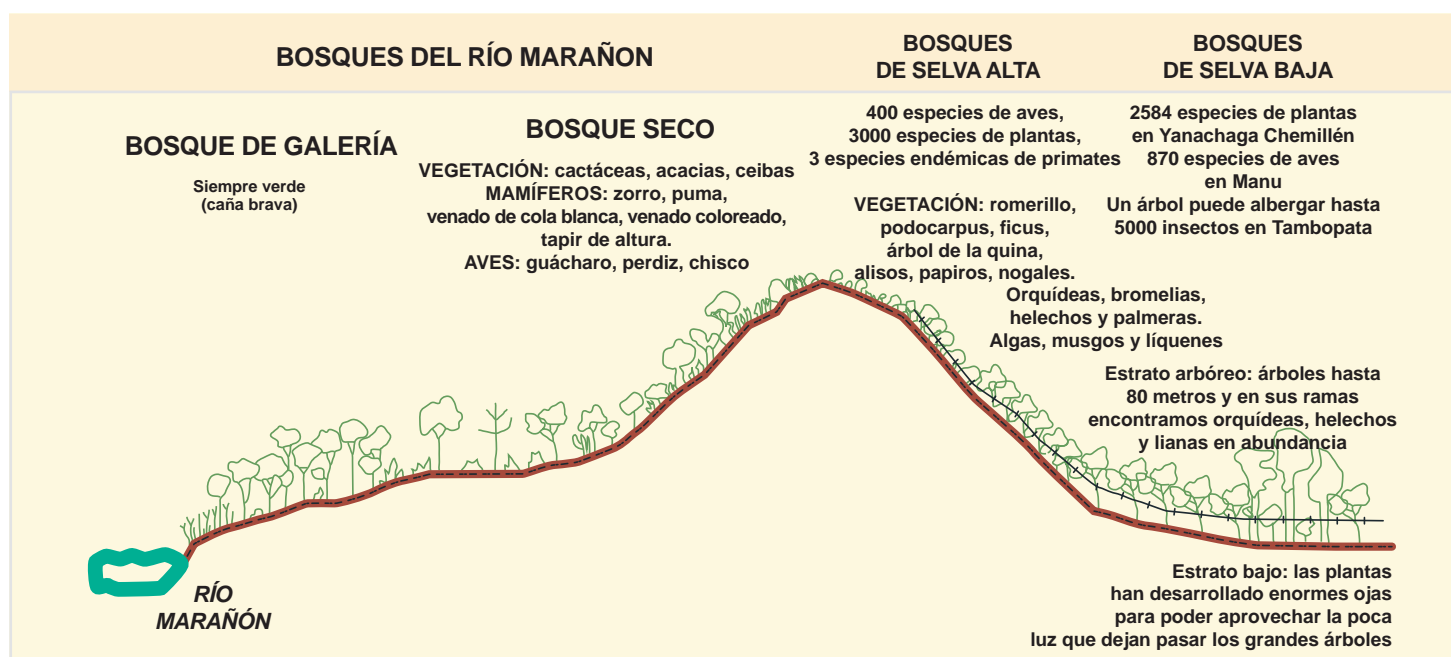 BOSQUES DEL RÍO MARAÑON
BOSQUES
DE SELVA ALTA
BOSQUES
DE SELVA BAJA
BOSQUE DE GALERÍA
Siempre verde
(caña brava)
BOSQUE SECO
VEGETACIÓN: cactáceas, acacias, ceibas
MAMÍFEROS: zorro, puma,
venado de cola blanca, venado coloreado,
tapir de altura.
AVES: guácharo, perdiz, chisco
400 especies de aves,
3000 especies de plantas,
3 especies endémicas de primates
VEGETACIÓN: romerillo,
podocarpus, ficus,
árbol de la quina,
alisos, papiros, nogales.
Orquídeas, bromelias,
helechos y palmeras.
Algas, musgos y líquenes
2584 especies de plantas
en Yanachaga Chemillén
870 especies de aves
en Manu
Un árbol puede albergar hasta
5000 insectos en Tambopata
Estrato arbóreo: árboles hasta
80 metros y en sus ramas
encontramos orquídeas, helechos
y lianas en abundancia
RÍO
MARAÑÓN
Estrato bajo: las plantas
han desarrollado enormes ojas
para poder aprovechar la poca
luz que dejan pasar los grandes árboles